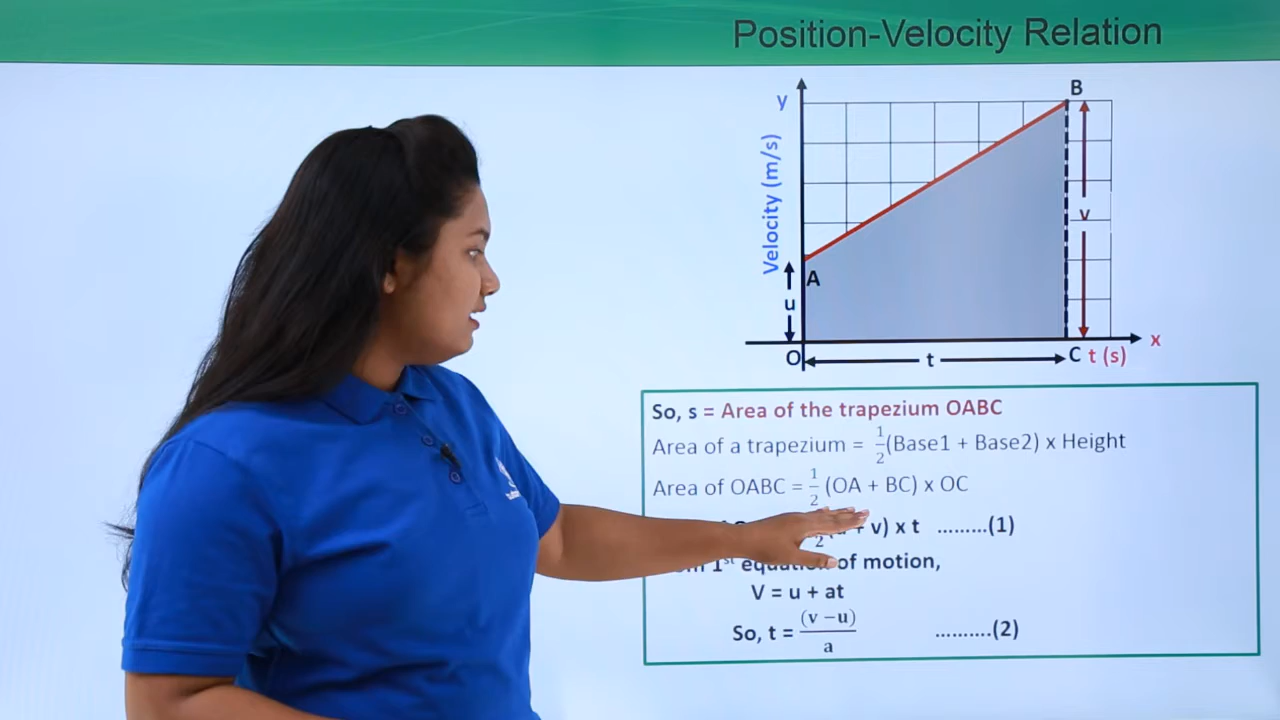 Position-Velocity Relation
y
B
Velocity (m/s)
v
A
u
O
t
C t (s)
x
So, s = Area of the trapezium OABC
Area of a trapezium = 1/2 (Base1 + Base2) x Height
Area of OABC = 1/2 (OA + BC) x OC
2 + v) x t .........(1)
1st equation of motion,
V = u + at
So, t = (v – u) / a ..........(2)